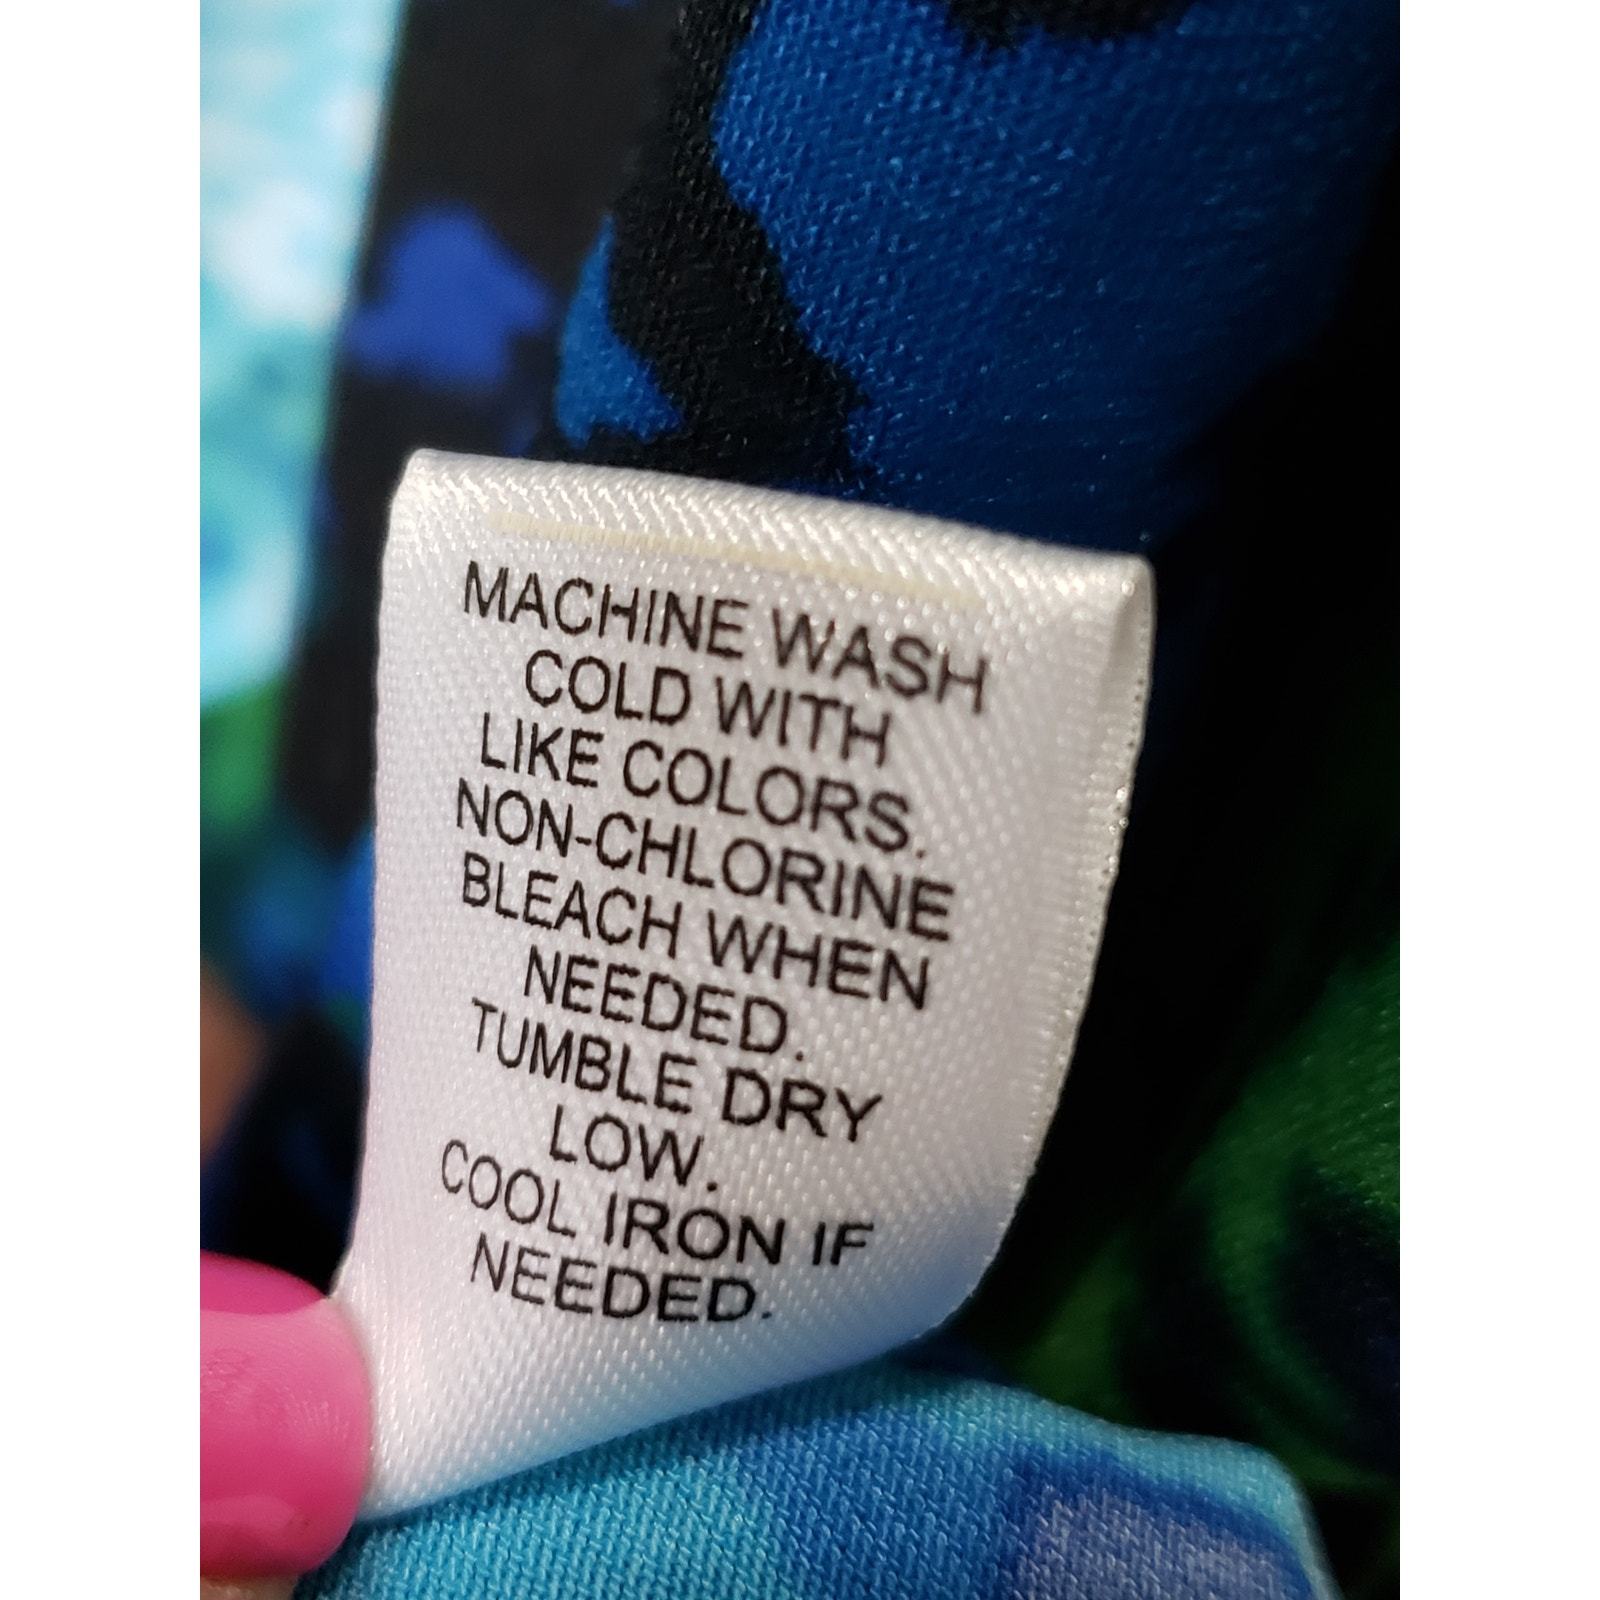 MACHINE WASH
COLD WITH
LIKE COLORS.
NON-CHLORINE
BLEACH WHEN
NEEDED.
TUMBLE DRY
LOW.
COOL IRON IF
NEEDED.